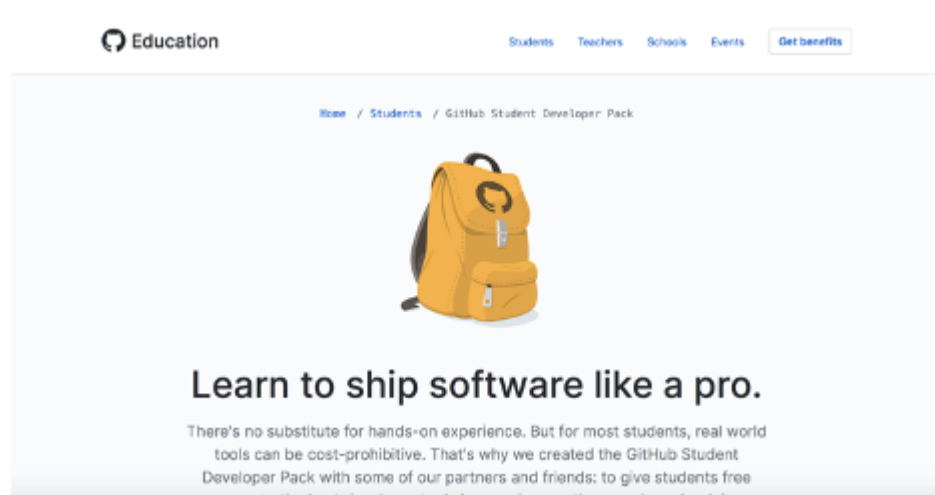 Education
Students Teachers Schools Events Get benefits
Home / Students / GitHub Student Developer Pack
Learn to ship software like a pro.
There's no substitute for hands-on experience. But for most students, real world
tools can be cost-prohibitive. That's why we created the GitHub Student
Developer Pack with some of our partners and friends: to give students free